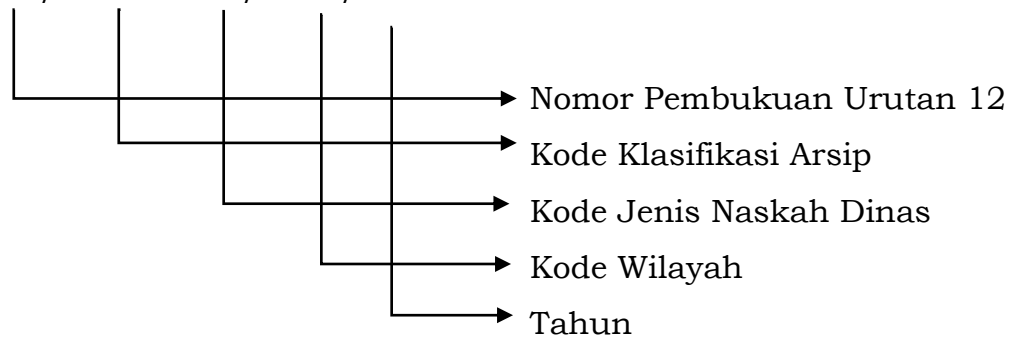 Nomor Pembukuan Urutan 12
Kode Klasifikasi Arsip
Kode Jenis Naskah Dinas
Kode Wilayah
Tahun